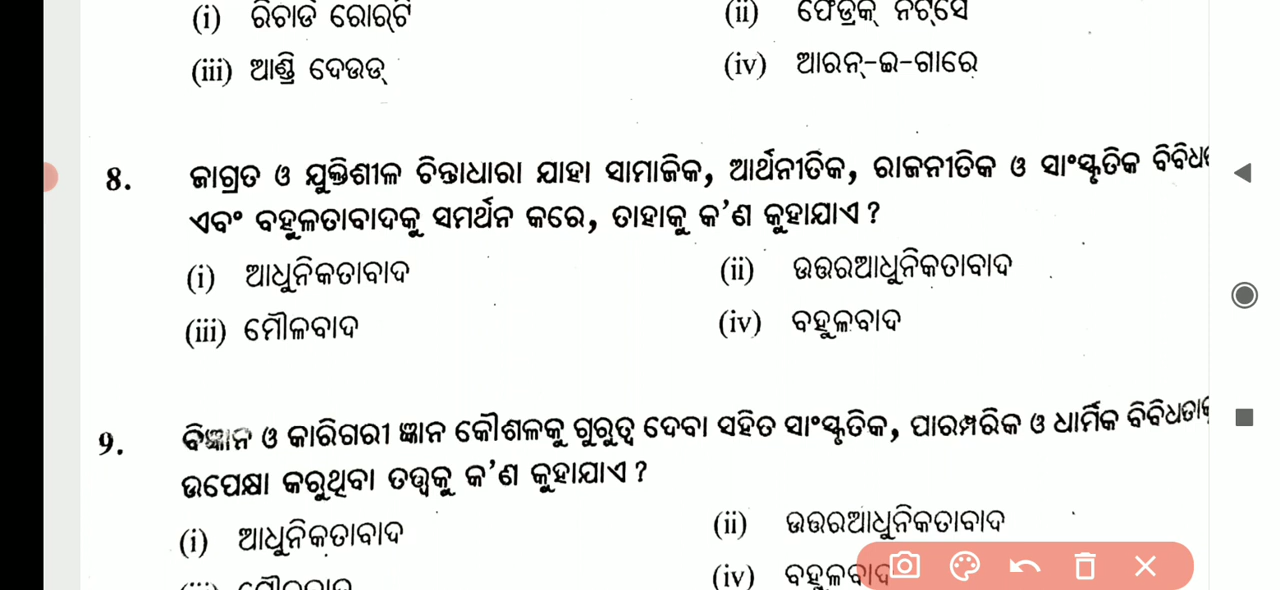 (i) ରିଚାର୍ଡ ରୋର୍‌ଟି (ii) ଫେଡ୍ରିକ୍ ନିଟ୍‌ସେ
(iii) ଆଣ୍ଡ୍ରି ଦେଉଡ୍ (iv) ଆରନ୍-ଇ-ଗାରେ
8. ଜାଗ୍ରତ ଓ ଯୁକ୍ତିଶୀଳ ଚିନ୍ତାଧାରା ଯାହା ସାମାଜିକ, ଆର୍ଥନୀତିକ, ରାଜନୀତିକ ଓ ସାଂସ୍କୃତିକ
ଏବଂ ବହୁଳତାବାଦକୁ ସମର୍ଥନ କରେ, ତାହାକୁ କ'ଣ କୁହାଯାଏ ?
(i) ଆଧୁନିକତାବାଦ (ii) ଉତ୍ତରଆଧୁନିକତାବାଦ
(iii) ମୌଳବାଦ (iv) ବହୁଳବାଦ
9. ବିଜ୍ଞାନ ଓ କାରିଗରୀ ଜ୍ଞାନ କୌଶଳକୁ ଗୁରୁତ୍ୱ ଦେବା ସହିତ ସାଂସ୍କୃତିକ, ପାରମ୍ପରିକ ଓ ଧାର୍ମିକ ବିବିଧତାକୁ
ଉପେକ୍ଷା କରୁଥିବା ତତ୍ତ୍ୱକୁ କ'ଣ କୁହାଯାଏ ?
(i) ଆଧୁନିକତାବାଦ (ii) ଉତ୍ତରଆଧୁନିକତାବାଦ
(iv) ବହୁଳବାଦ